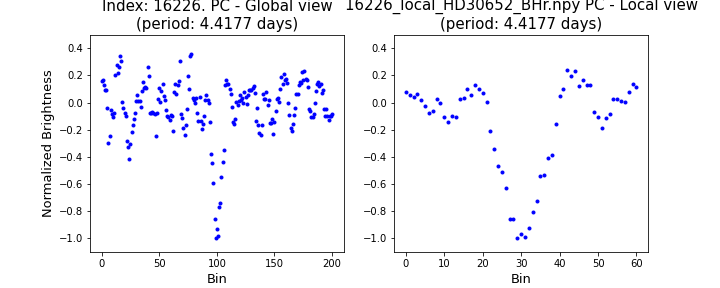 Index: 16226. PC - Global view
(period: 4.4177 days)
16226_local_HD30652_BHr.npy PC - Local view
(period: 4.4177 days)
Normalized Brightness
0.4
0.2
0.0
−0.2
−0.4
−0.6
−0.8
−1.0
0 50 100 150 200
Bin
0.4
0.2
0.0
−0.2
−0.4
−0.6
−0.8
−1.0
0 10 20 30 40 50 60
Bin